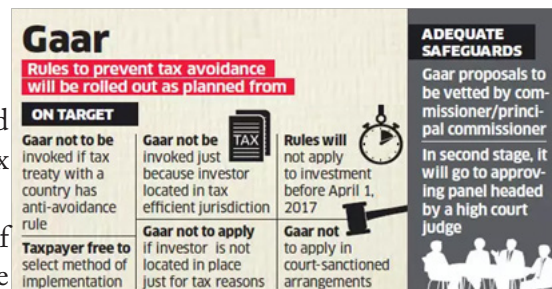 Gaar
Rules to prevent tax avoidance
will be rolled out as planned from
ON TARGET
Gaar not to be
invoked if tax
treaty with a
country has
anti-avoidance
rule
Taxpayer free to
select method of
implementation
Gaar not be
invoked just
because investor
located in tax
efficient jurisdiction
TAX
Gaar not to apply
if investor is not
located in place
just for tax reasons
Rules will
not apply
to investment
before April 1,
2017
Gaar not
to apply in
court-sanctioned
arrangements
ADEQUATE
SAFEGUARDS
Gaar proposals to
be vetted by com-
missioner/princi-
pal commissioner
In second stage, it
will go to approv-
ing panel headed
by a high court
judge